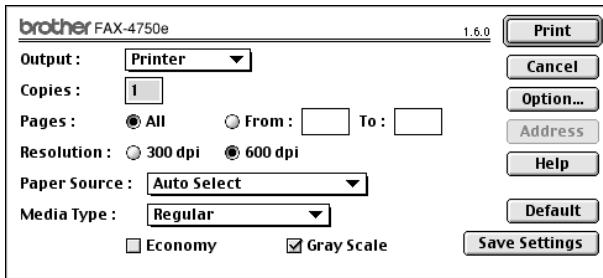 brother FAX-4750e 1.6.0 Print
Output : Printer Cancel
Copies : 1 Option...
Pages : All From : To : Address
Resolution : 300 dpi 600 dpi Help
Paper Source : Auto Select
Media Type : Regular Default
Economy Gray Scale Save Settings